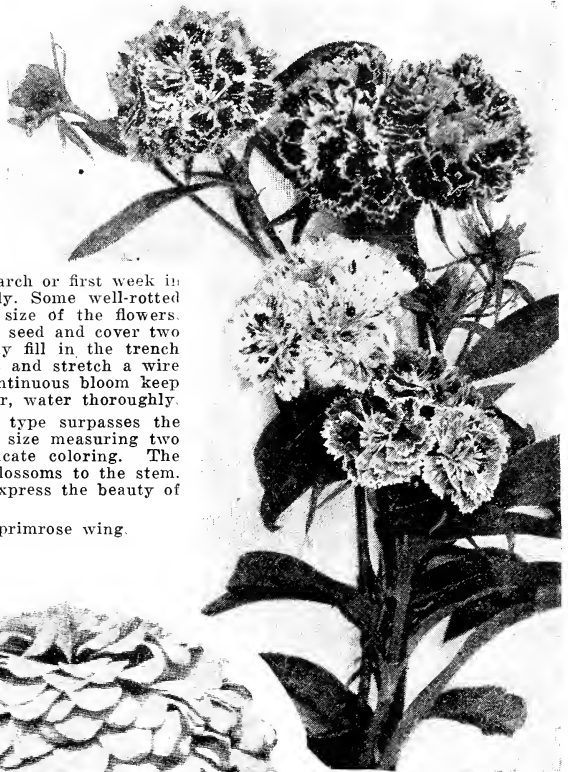 arch or first week in
ly. Some well-rotted
size of the flowers.
seed and cover two
y fill in the trench
and stretch a wire
ntinuous bloom keep
r, water thoroughly.
type surpasses the
size measuring two
icate coloring. The
lossoms to the stem.
xpress the beauty of
primrose wing.